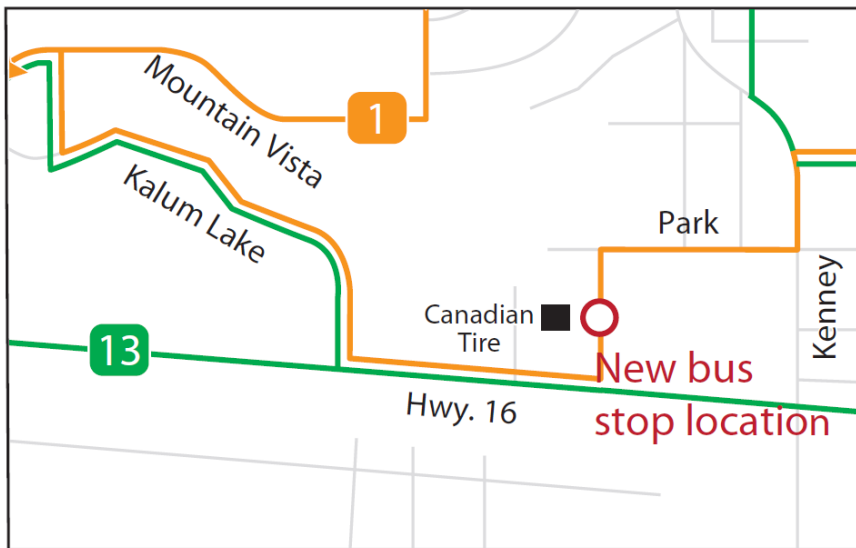 Mountain Vista
1
Kalum Lake
Park
Kenney
Canadian
Tire
13
New bus
stop location
Hwy. 16